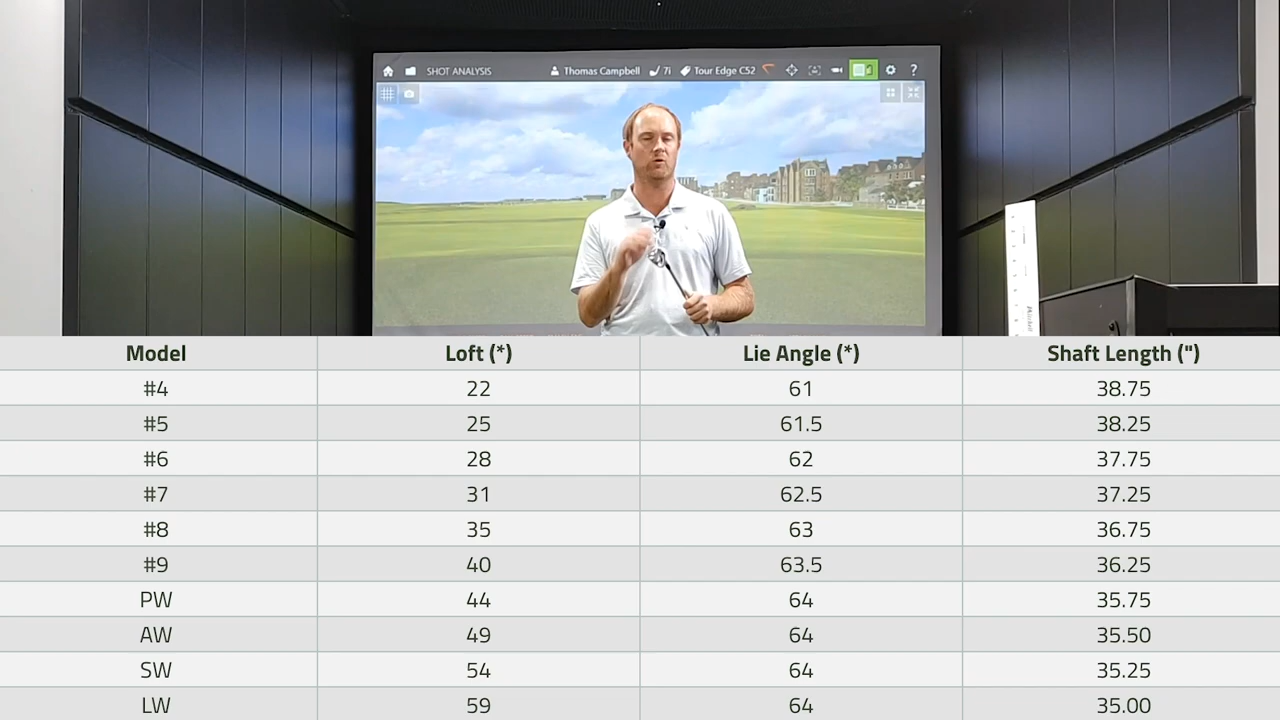 SHOT ANALYSIS Thomas Campbell 7i Tour Edge C52 ?
Model Loft (*) Lie Angle (*) Shaft Length (")
#4 22 61 38.75
#5 25 61.5 38.25
#6 28 62 37.75
#7 31 62.5 37.25
#8 35 63 36.75
#9 40 63.5 36.25
PW 44 64 35.75
AW 49 64 35.50
SW 54 64 35.25
LW 59 64 35.00